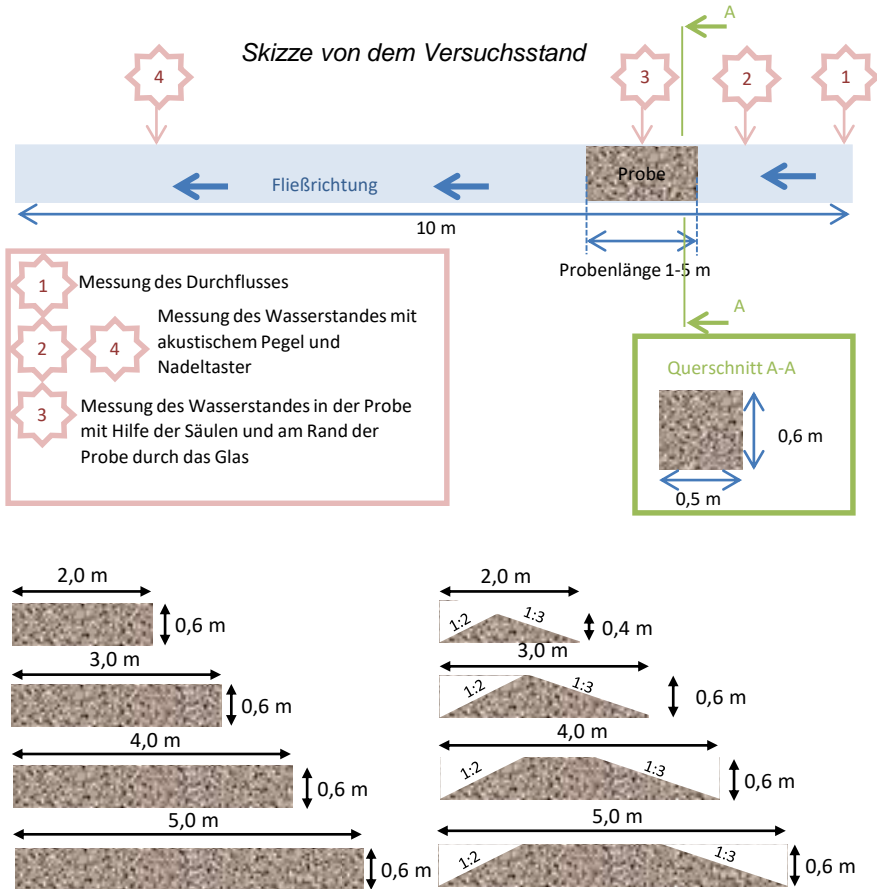 A
Skizze von dem Versuchsstand
4
3
2
1
Probe
Fließrichtung
10 m
Probenlänge 1-5 m
A
1
Messung des Durchflusses
2
4
Messung des Wasserstandes mit
akustischem Pegel und
Nadeltaster
3
Messung des Wasserstandes in der Probe
mit Hilfe der Säulen und am Rand der
Probe durch das Glas
Querschnitt A-A
0,6 m
0,5 m
2,0 m
0,6 m
3,0 m
0,6 m
4,0 m
0,6 m
5,0 m
0,6 m
2,0 m
1:2
1:3
0,4 m
3,0 m
1:2
1:3
0,6 m
4,0 m
1:2
1:3
0,6 m
5,0 m
1:2
1:3
0,6 m